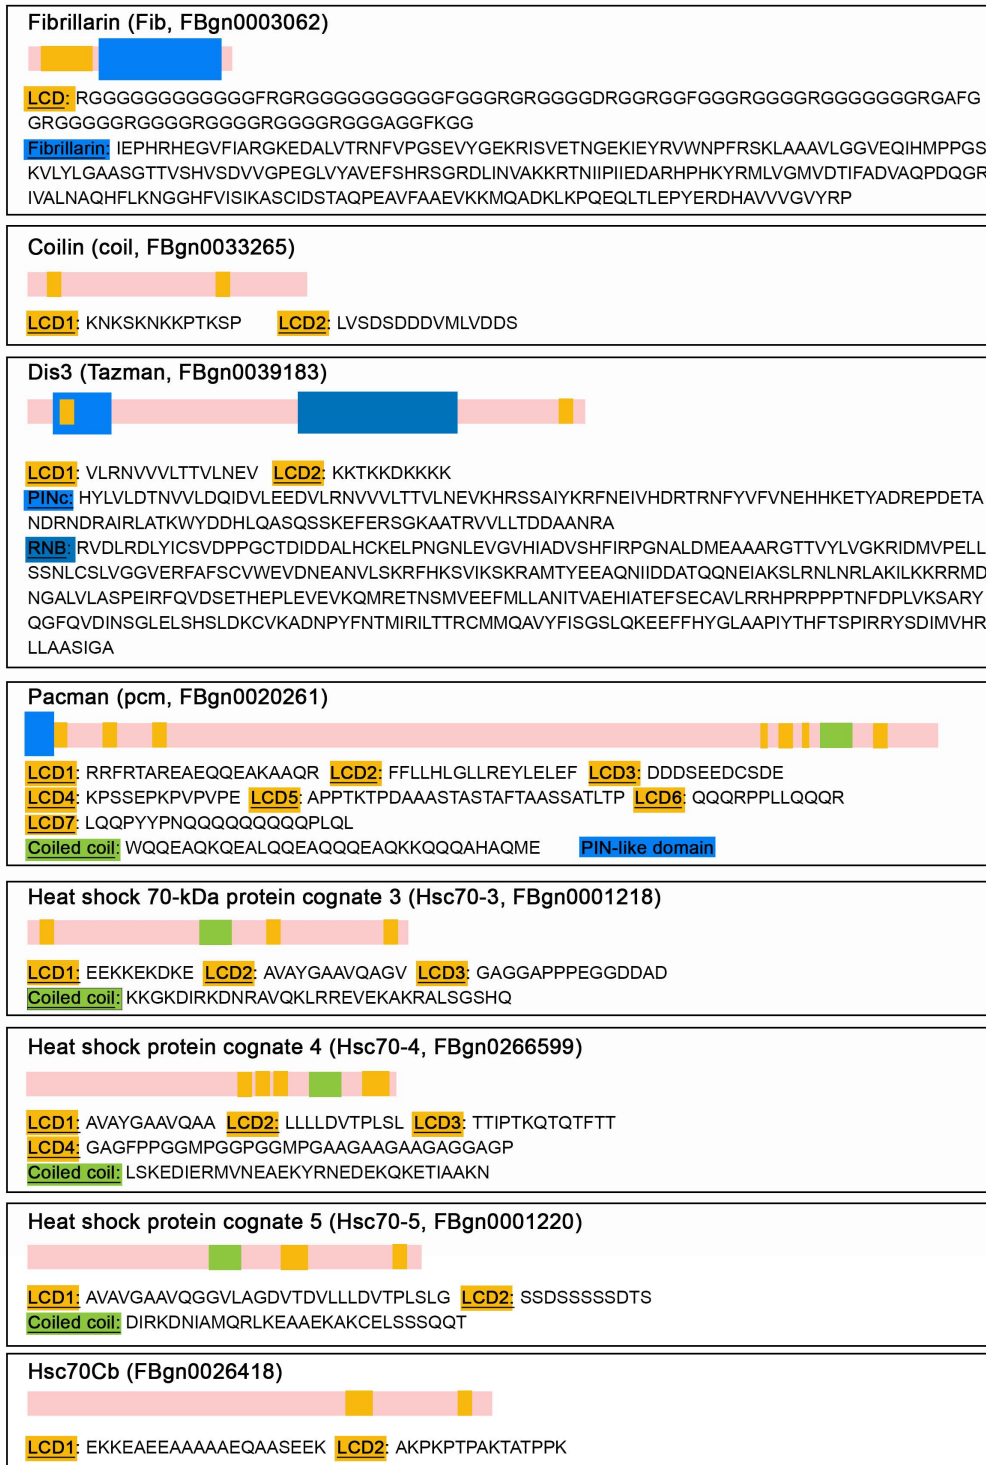 Fibrillarin (Fib, FBgn0003062)
LCD: RGGGGGGGGGGGGGFRGRGGGGGGGGGGFGGGRGRGGGGDRGGRGGFGGGRGGGGRGGGGGGGRGAFG
GRGGGGGRGGGGRGGGGRGGGGRGGGAGGFKGG
Fibrillarin: IEPHRHEGVFIARGKEDALVTRNFVPGSEVYGEKRISVETNGEKIEYRVWNPFRSKLAAAVLGGVEQIHMPPGS
KVLYLGAASGTTVSHVSDVVGPEGLVYAVEFSHRSGRDLINVAKKRTNIIPIIEDARHPHKYRMLVGMVDTIFADVAQPDQGR
IVALNAQHFLKNGGHFVISIKASCIDSTAQPEAVFAAEVKKMQADKLKPQEQLTLEPYERDHAVVVGVYRP
Coilin (coil, FBgn0033265)
LCD1: KNKSKNKKPTKSP LCD2: LVSDSDDDVMLVDDS
Dis3 (Tazman, FBgn0039183)
LCD1: VLRNVVVLTTVLNEV LCD2: KKTKKDKKKK
PINc: HYLVLDTNVVLDQIDVLEEDVLRNVVVLTTVLNEVKHRSSAIYKRFNEIVHDRTRNFYVFVNEHHKETYADREPDETA
NDRNDRAIRLATKWYDDHLQASQSSKEFERSGKAATRVVLLTDDAANRA
RNB: RVDLRDLYICSVDPPGCTDIDDALHCKELPNGNLEVGVHIADVSHFIRPGNALDMEAAARGTTVYLVGKRIDMVPELL
SSNLCSLVGGVERFAFSCVWEVDNEANVLSKRFHKSVIKSKRAMTYEEAQNIIDDATQQNEIAKSLRNLNRLAKILKKRRMD
NGALVLASPEIRFQVDSETHEPLEVEVKQMRETNSMVEEFMLLANITVAEHIATEFSECAVLRRHPRPPPTNFDPLVKSARY
QGFQVDINSGLELSHSLDKCVKADNPYFNTMIRILTTRCMMQAVYFISGSLQKEEFFHYGLAAPIYTHFTSPIRRYSDIMVHR
LLAASIGA
Pacman (pcm, FBgn0020261)
LCD1: RRFRTAREAEQQEAKAAQR LCD2: FFLLHLGLLREYLELEF LCD3: DDDSEEDCSDE
LCD4: KPSSEPKPVPVPE LCD5: APPTKTPDAAASTASTAFTAASSATLTP LCD6: QQQRPPLLQQQR
LCD7: LQQPYYPNQQQQQQQQQPLQL
Coiled coil: WQQEAQKQEALQQEAQQQEAQKKQQQAHAQME PIN-like domain
Heat shock 70-kDa protein cognate 3 (Hsc70-3, FBgn0001218)
LCD1: EEKKEKDKE LCD2: AVAYGAAVQAGV LCD3: GAGGAPPPEGGDDAD
Coiled coil: KKGKDIRKDNRAVQKLRREVEKAKRALSGSHQ
Heat shock protein cognate 4 (Hsc70-4, FBgn0266599)
LCD1: AVAYGAAVQAA LCD2: LLLLDVTPLSL LCD3: TTIPTKQTQTFTT
LCD4: GAGFPPGGMPGGPGGMPGAAGAAGAAGAGGAGP
Coiled coil: LSKEDIERMVNEAEKYRNEDEKQKETIAAKN
Heat shock protein cognate 5 (Hsc70-5, FBgn0001220)
LCD1: AVAVGAAVQGGVLAGDVTDVLLLDVTPLSLG LCD2: SSDSSSSSDTS
Coiled coil: DIRKDNIAMQRLKEAAEKAKCELSSSQQT
Hsc70Cb (FBgn0026418)
LCD1: EKKEAEEAAAAAEQAASEEK LCD2: AKPKPTPAKTATPPK